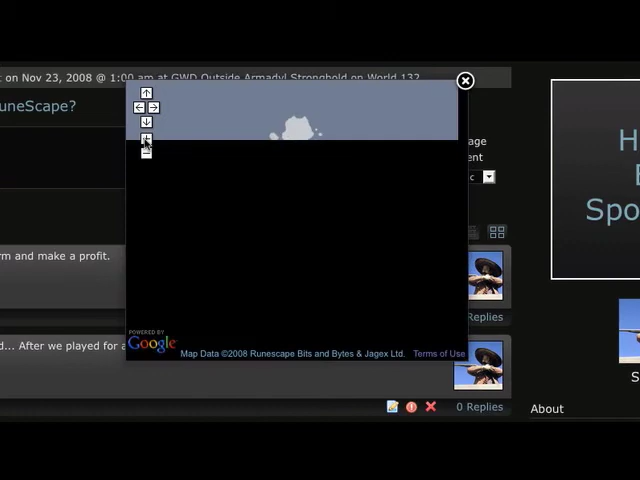 t on Nov 23, 2008 @ 1:00 am at GWD Outside Armadyl Stronghold on World 132
uneScape?
age
ent
c
H
E
Spo
rm and make a profit.
Replies
d... After we played for a
POWERED BY
Google
Map Data ©2008 Runescape Bits and Bytes & Jagex Ltd.
Terms of Use
S
0 Replies
About